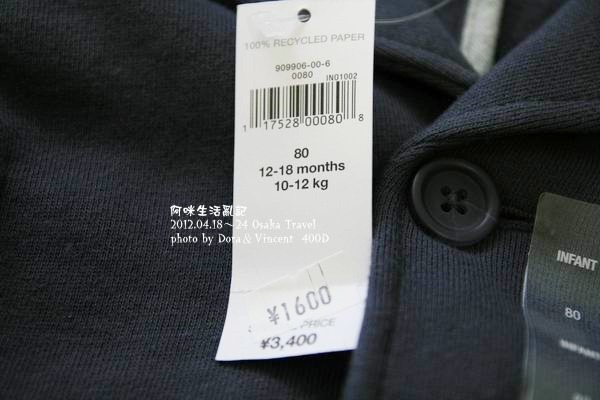 100% RECYCLED PAPER
909906-00-6
0080
IN01002
1 17528 00080 8
80
12-18 months
10-12 kg
阿咪生活亂記
2012.04.18～24 Osaka Travel
photo by Dora & Vincent 400D
¥1600
PRICE
¥3,400
INFANT
80
INFANT